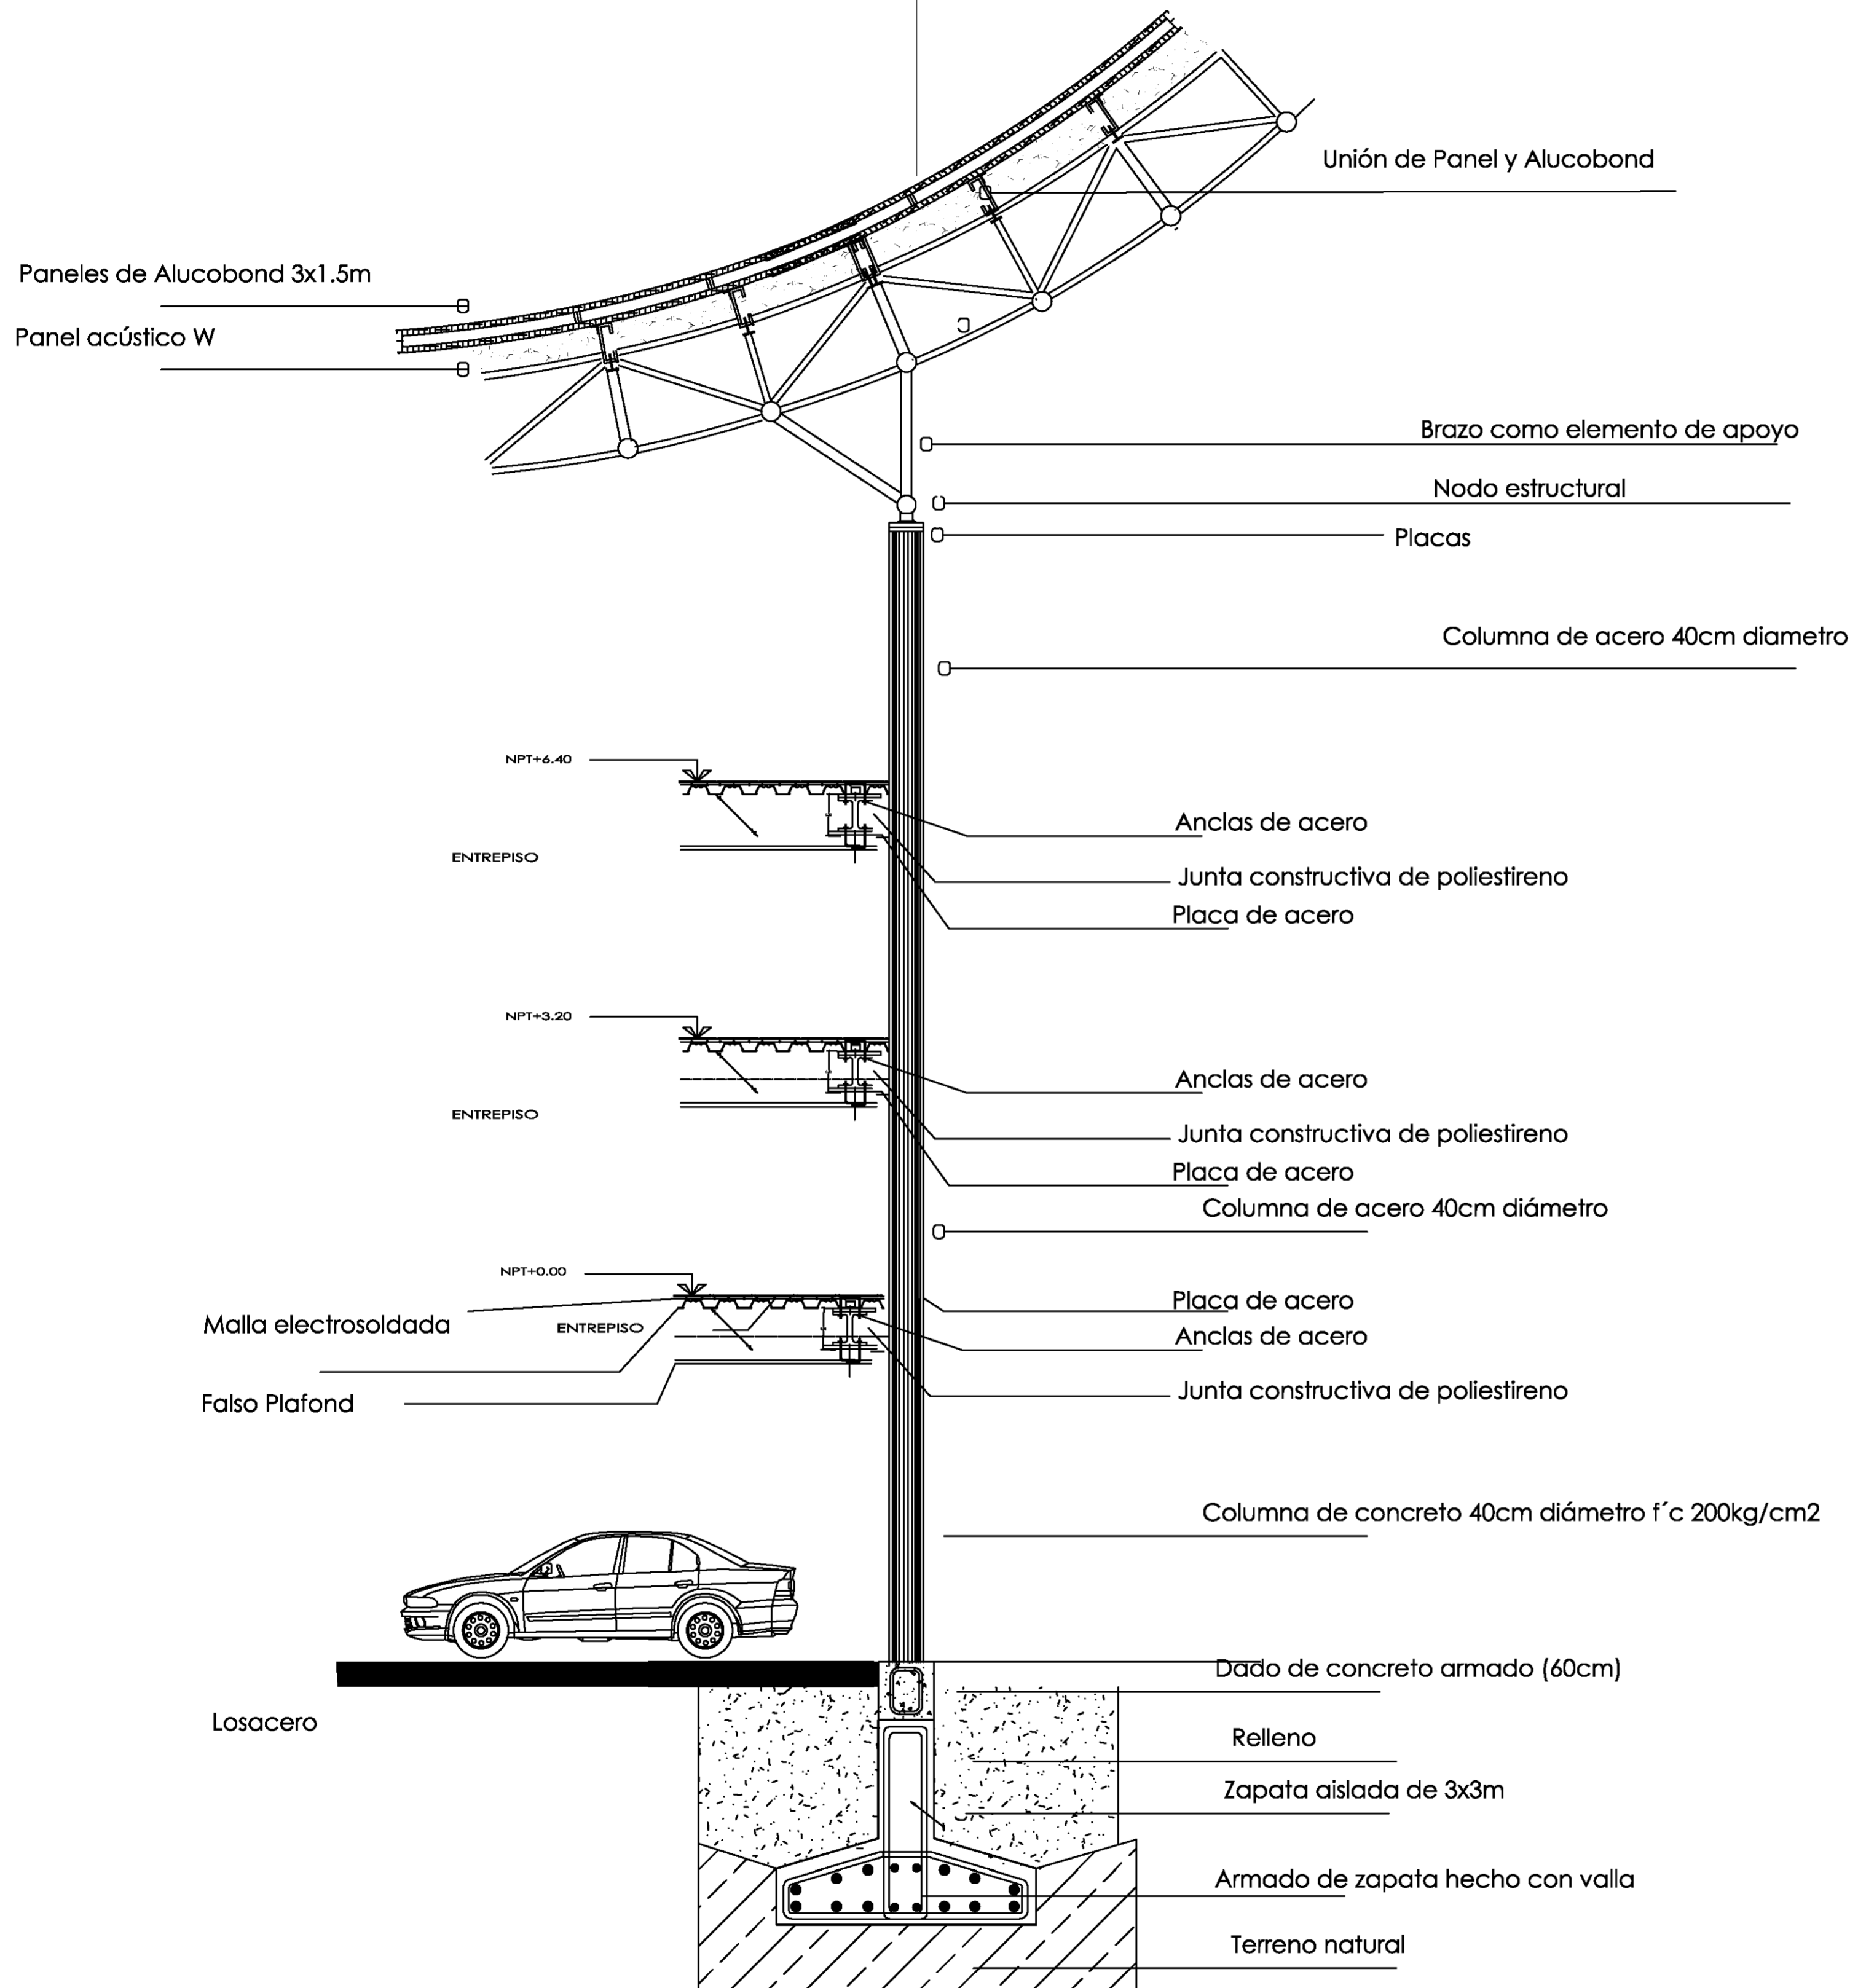 Unión de Panel y Alucobond
Paneles de Alucobond 3x1.5m
Panel acústico W
Brazo como elemento de apoyo
Nodo estructural
Placas
Columna de acero 40cm diametro
NPT+6.40
Anclas de acero
ENTREPISO
Junta constructiva de poliestireno
Placa de acero
NPT+3.20
Anclas de acero
ENTREPISO
Junta constructiva de poliestireno
Placa de acero
Columna de acero 40cm diámetro
NPT+0.00
Placa de acero
Malla electrosoldada
ENTREPISO
Anclas de acero
Junta constructiva de poliestireno
Falso Plafond
Columna de concreto 40cm diámetro f´c 200kg/cm2
Dado de concreto armado (60cm)
Losacero
Relleno
Zapata aislada de 3x3m
Armado de zapata hecho con valla
Terreno natural